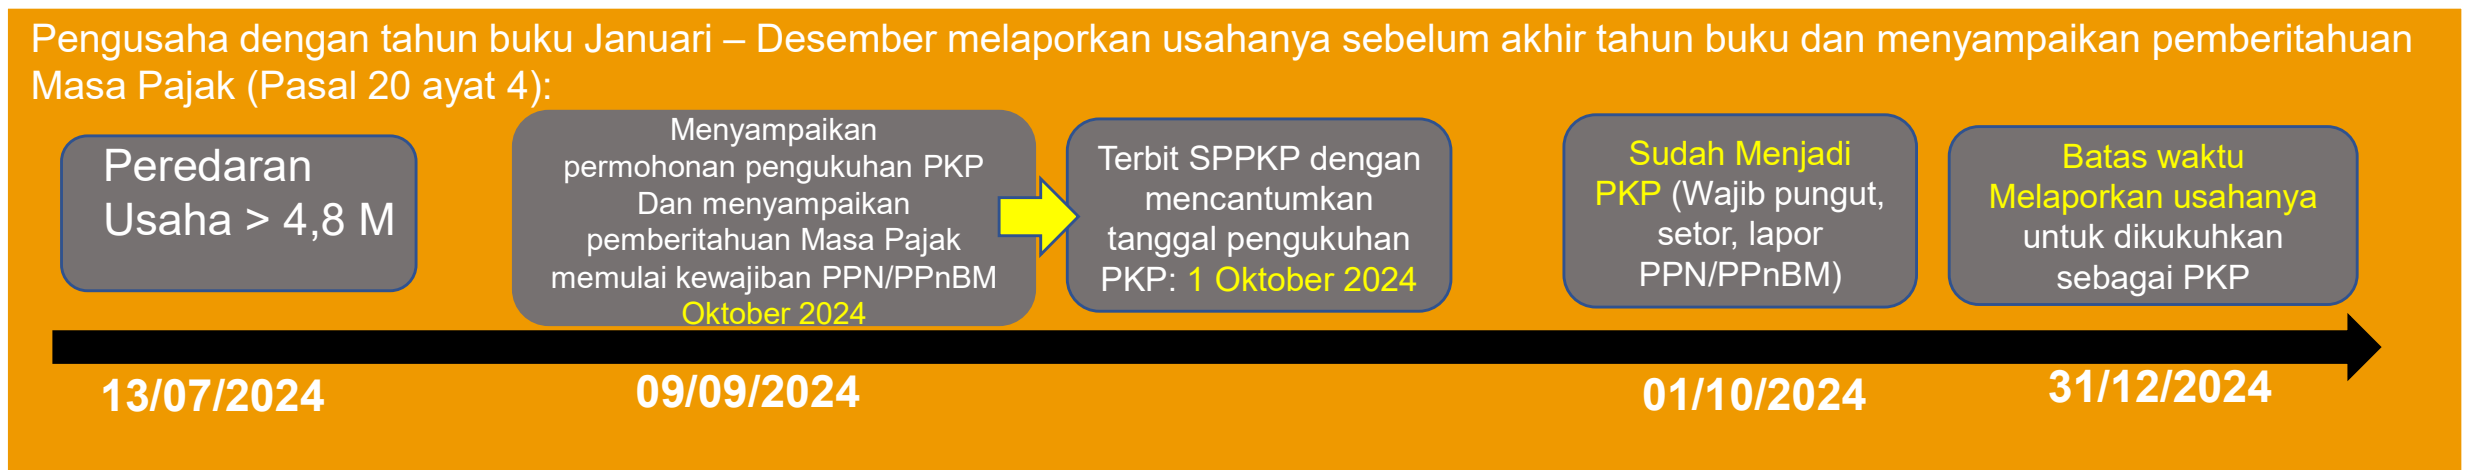 Pengusaha dengan tahun buku Januari – Desember melaporkan usahanya sebelum akhir tahun buku dan menyampaikan pemberitahuan
Masa Pajak (Pasal 20 ayat 4):
Peredaran
Usaha > 4,8 M
Menyampaikan
permohonan pengukuhan PKP
Dan menyampaikan
pemberitahuan Masa Pajak
memulai kewajiban PPN/PPnBM
Oktober 2024
Terbit SPPKP dengan
mencantumkan
tanggal pengukuhan
PKP: 1 Oktober 2024
Sudah Menjadi
PKP (Wajib pungut,
setor, lapor
PPN/PPnBM)
Batas waktu
Melaporkan usahanya
untuk dikukuhkan
sebagai PKP
13/07/2024
09/09/2024
01/10/2024
31/12/2024